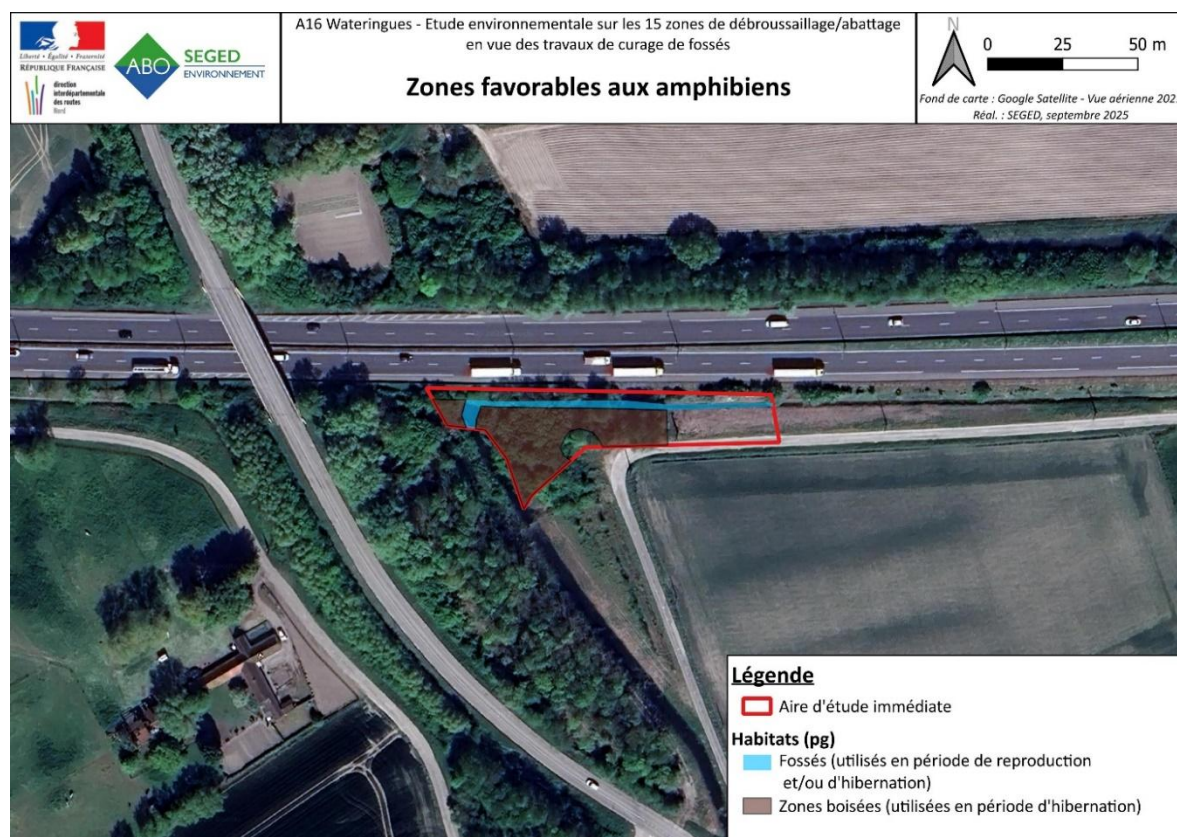 A16 Wateringues - Etude environnementale sur les 15 zones de débroussaillage/abattage
en vue des travaux de curage de fossés
Zones favorables aux amphibiens
Liberté • Égalité • Fraternité
RÉPUBLIQUE FRANÇAISE
direction
interdépartementale
des routes
Nord
ABO
SEGED
ENVIRONNEMENT
N
0 25 50 m
Fond de carte : Google Satellite - Vue aérienne 202
Réal. : SEGED, septembre 2025
Légende
Aire d'étude immédiate
Habitats (pg)
Fossés (utilisés en période de reproduction
et/ou d'hibernation)
Zones boisées (utilisées en période d'hibernation)